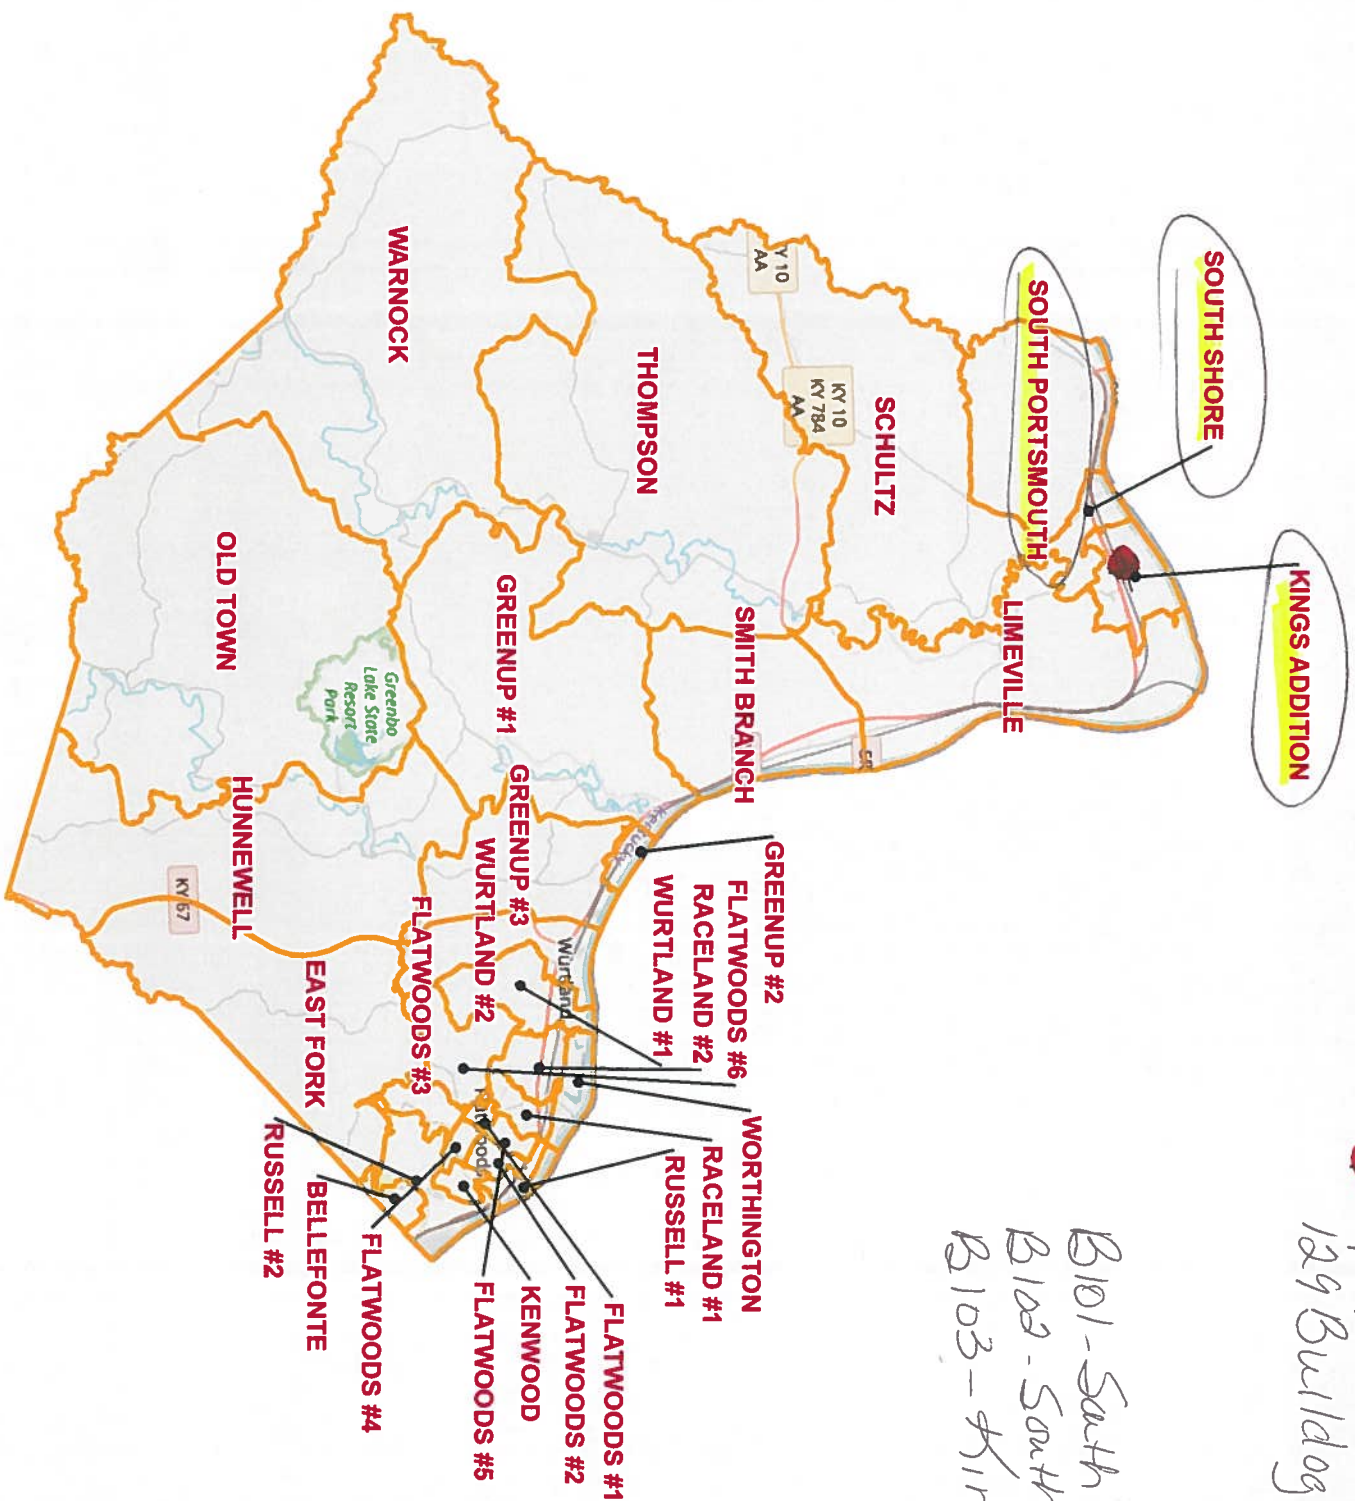 129 Bulldog
B101-South
B102-South
B103-Kin
SOUTH SHORE
KINGS ADDITION
SOUTH PORTSMOUTH
LIMEVILLE
SCHULTZ
Y 10
AA
KY 10
KY 784
AA
SMITH BRANCH
THOMPSON
WARNOCK
GREENUP #1
OLD TOWN
Greenbo
Lake State
Resort
Park
HUNNEWELL
KY 67
EAST FORK
GREENUP #3
WURTLAND #2
FLATWOODS #3
Kentucky
Wurtland
GREENUP #2
FLATWOODS #6
RACELAND #2
WURTLAND #1
WORTHINGTON
RACELAND #1
RUSSELL #1
FLATWOODS #1
FLATWOODS #2
KENWOOD
FLATWOODS #5
FLATWOODS #4
BELLEFONTE
RUSSELL #2